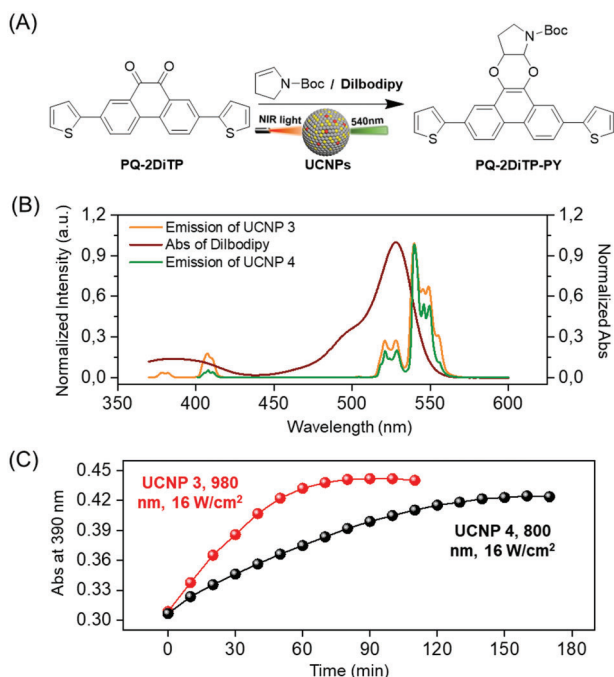 (A)
O
O
S
S
PQ-2DiTP
N
Boc / DiIbodipy
NIR light
540nm
UCNPs
N
Boc
O
O
S
S
PQ-2DiTP-PY
(B)
Normalized Intensity (a.u.)
1,2
0,9
0,6
0,3
0,0
Emission of UCNP 3
Abs of DiIbodipy
Emission of UCNP 4
1,2
0,9
0,6
0,3
0,0
Normalized Abs
350
400
450
500
550
600
Wavelength (nm)
(C)
Abs at 390 nm
0.45
0.42
0.39
0.36
0.33
0.30
UCNP 3, 980
nm, 16 W/cm²
UCNP 4, 800
nm, 16 W/cm²
0
30
60
90
120
150
180
Time (min)